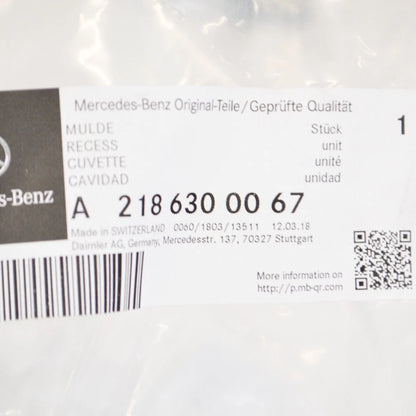 Mercedes-Benz Original-Teile/Geprüfte Qualität
MULDE Stück 1
RECESS unit
CUVETTE unité
CAVIDAD unidad
s-Benz
A 218 630 00 67
Made in SWITZERLAND 0060/1803/13511 12.03.18
Daimler AG, Germany, Mercedesstr. 137, 70327 Stuttgart
More information on
http://p.mb-qr.com/